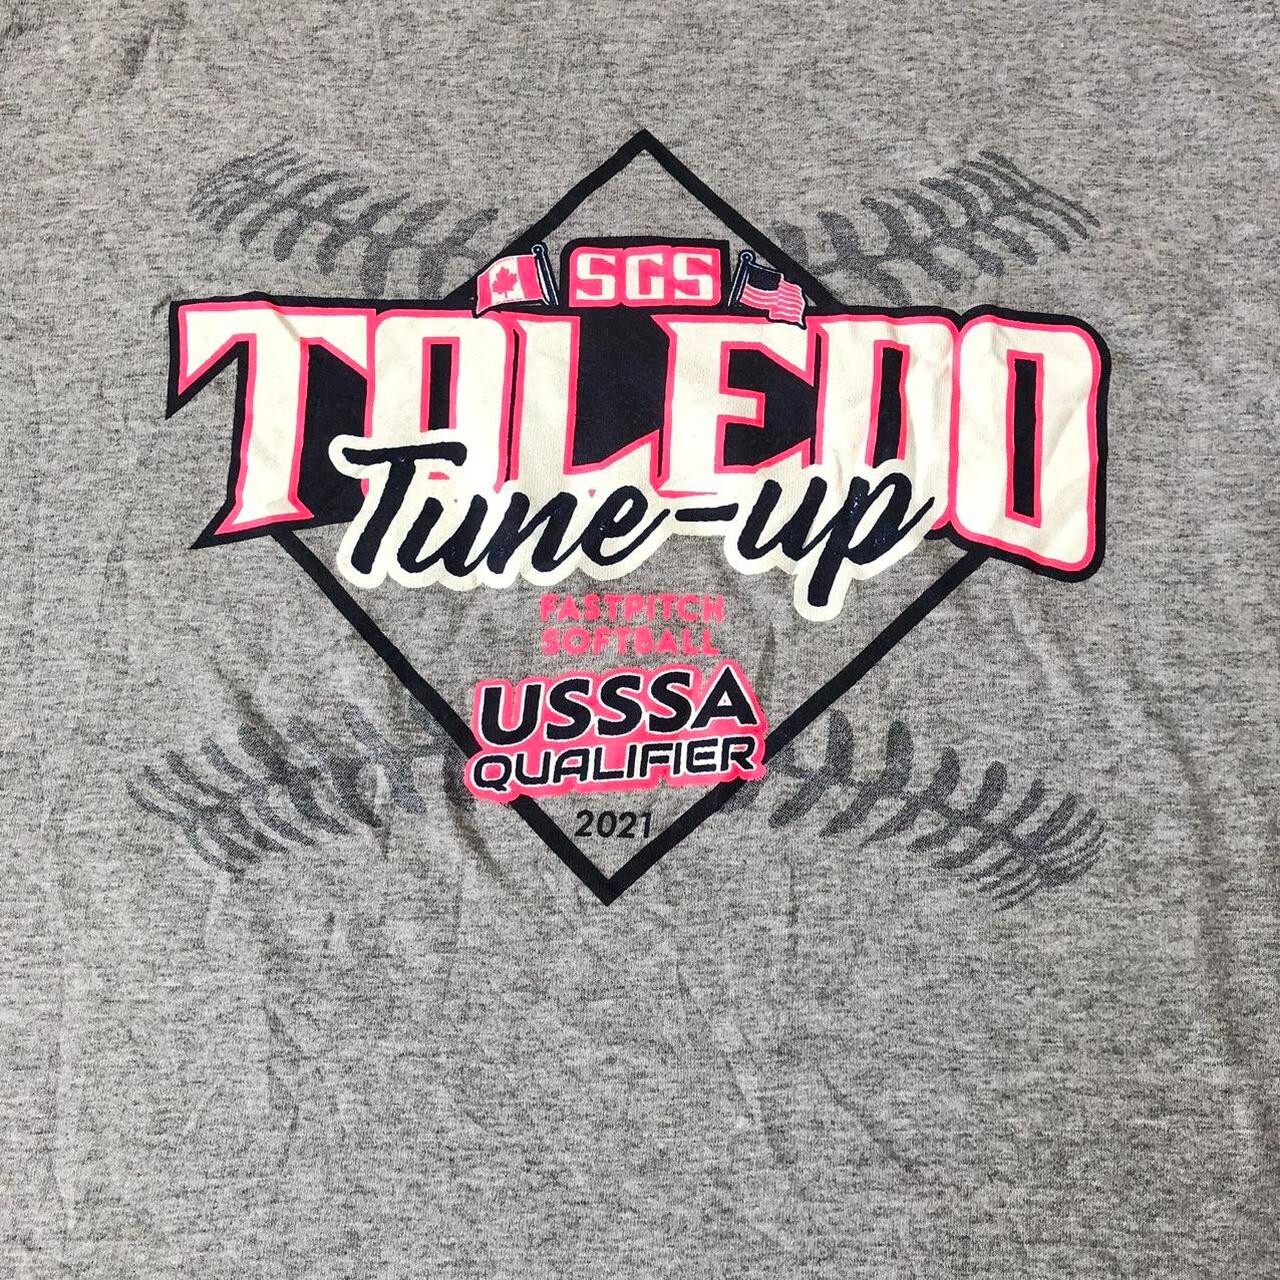 SGS
TOLEDO
Tune-up
FASTPITCH
SOFTBALL
USSSA
QUALIFIER
2021